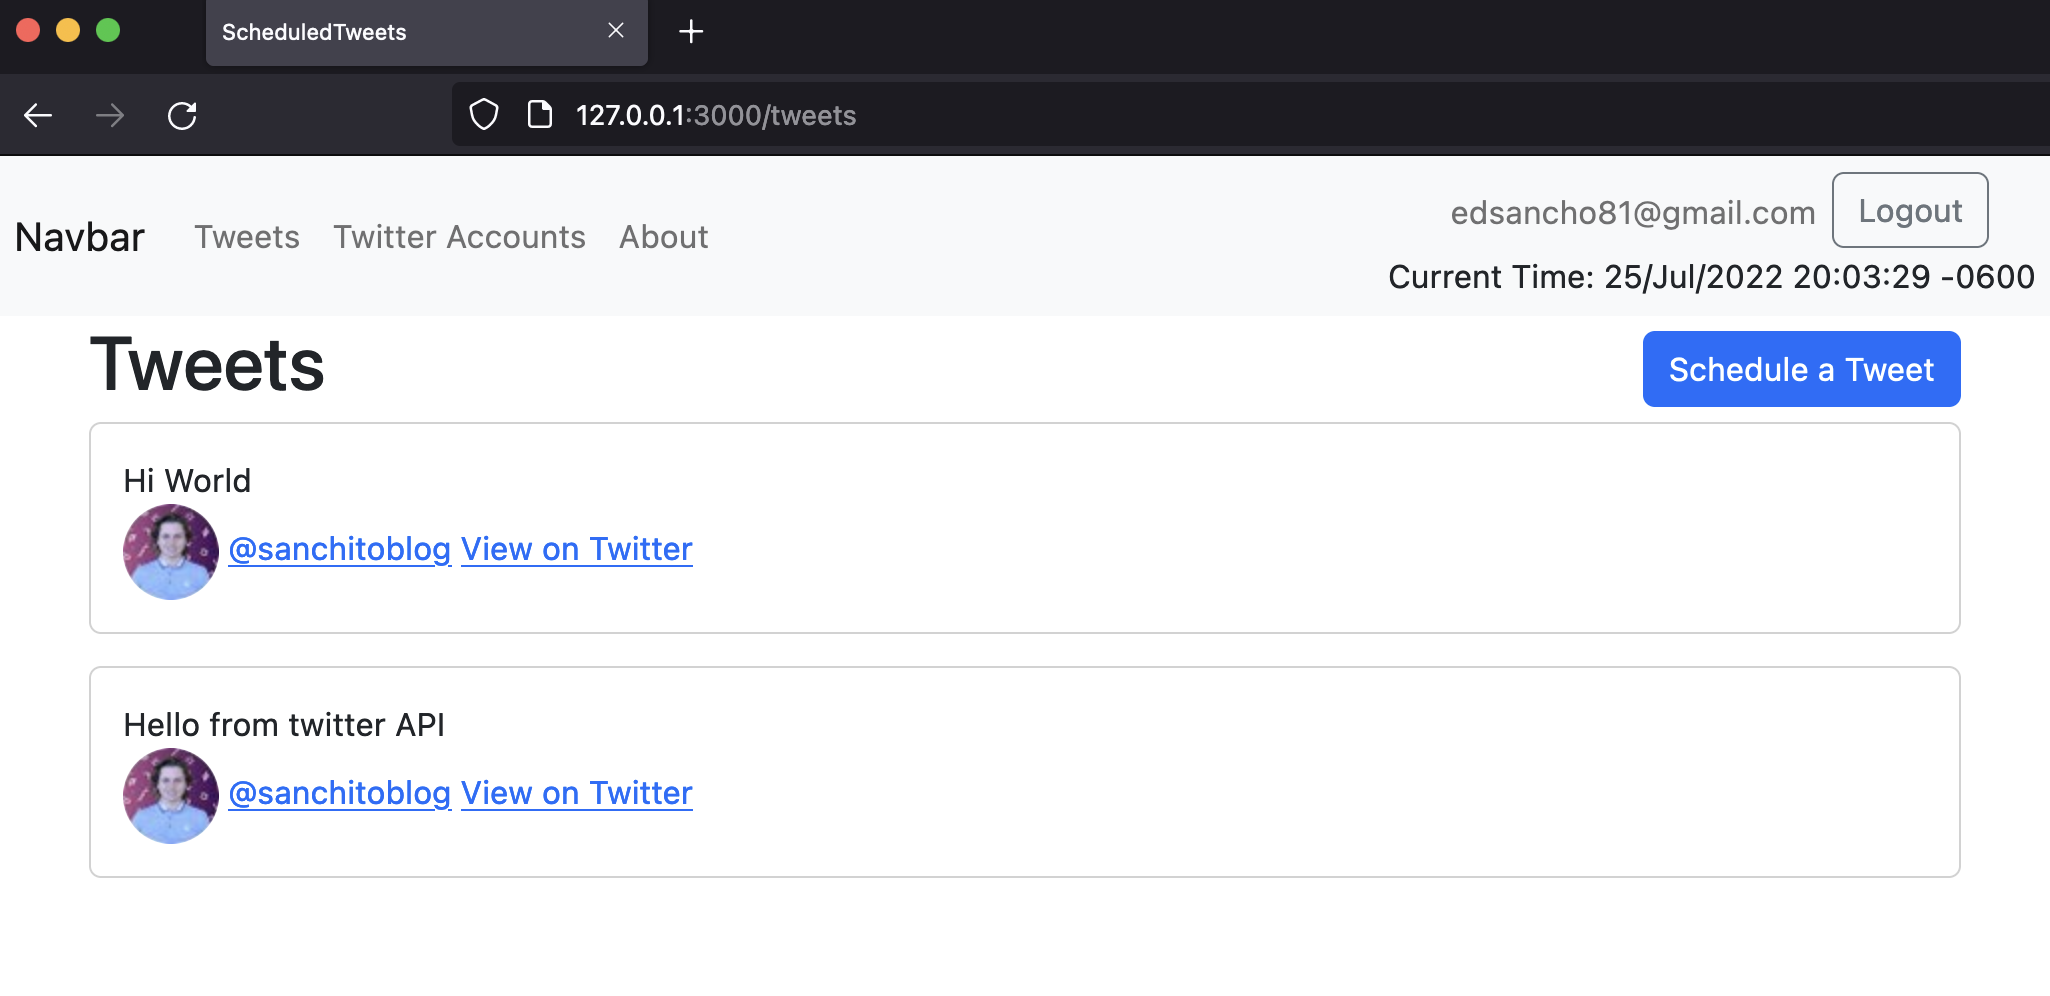 ScheduledTweets
127.0.0.1:3000/tweets
Navbar Tweets Twitter Accounts About
edsancho81@gmail.com Logout
Current Time: 25/Jul/2022 20:03:29 -0600
Tweets
Schedule a Tweet
Hi World
@sanchitoblog View on Twitter
Hello from twitter API
@sanchitoblog View on Twitter